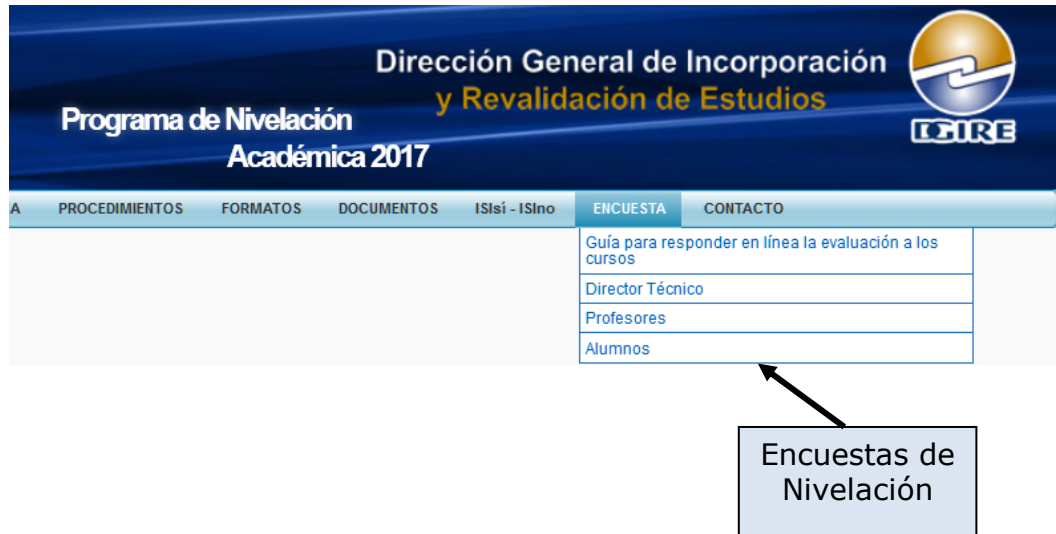 Dirección General de Incorporación
y Revalidación de Estudios
Programa de Nivelación
Académica 2017
DGIRE
A PROCEDIMIENTOS FORMATOS DOCUMENTOS ISIsí - ISIno ENCUESTA CONTACTO
Guía para responder en línea la evaluación a los
cursos
Director Técnico
Profesores
Alumnos
Encuestas de
Nivelación